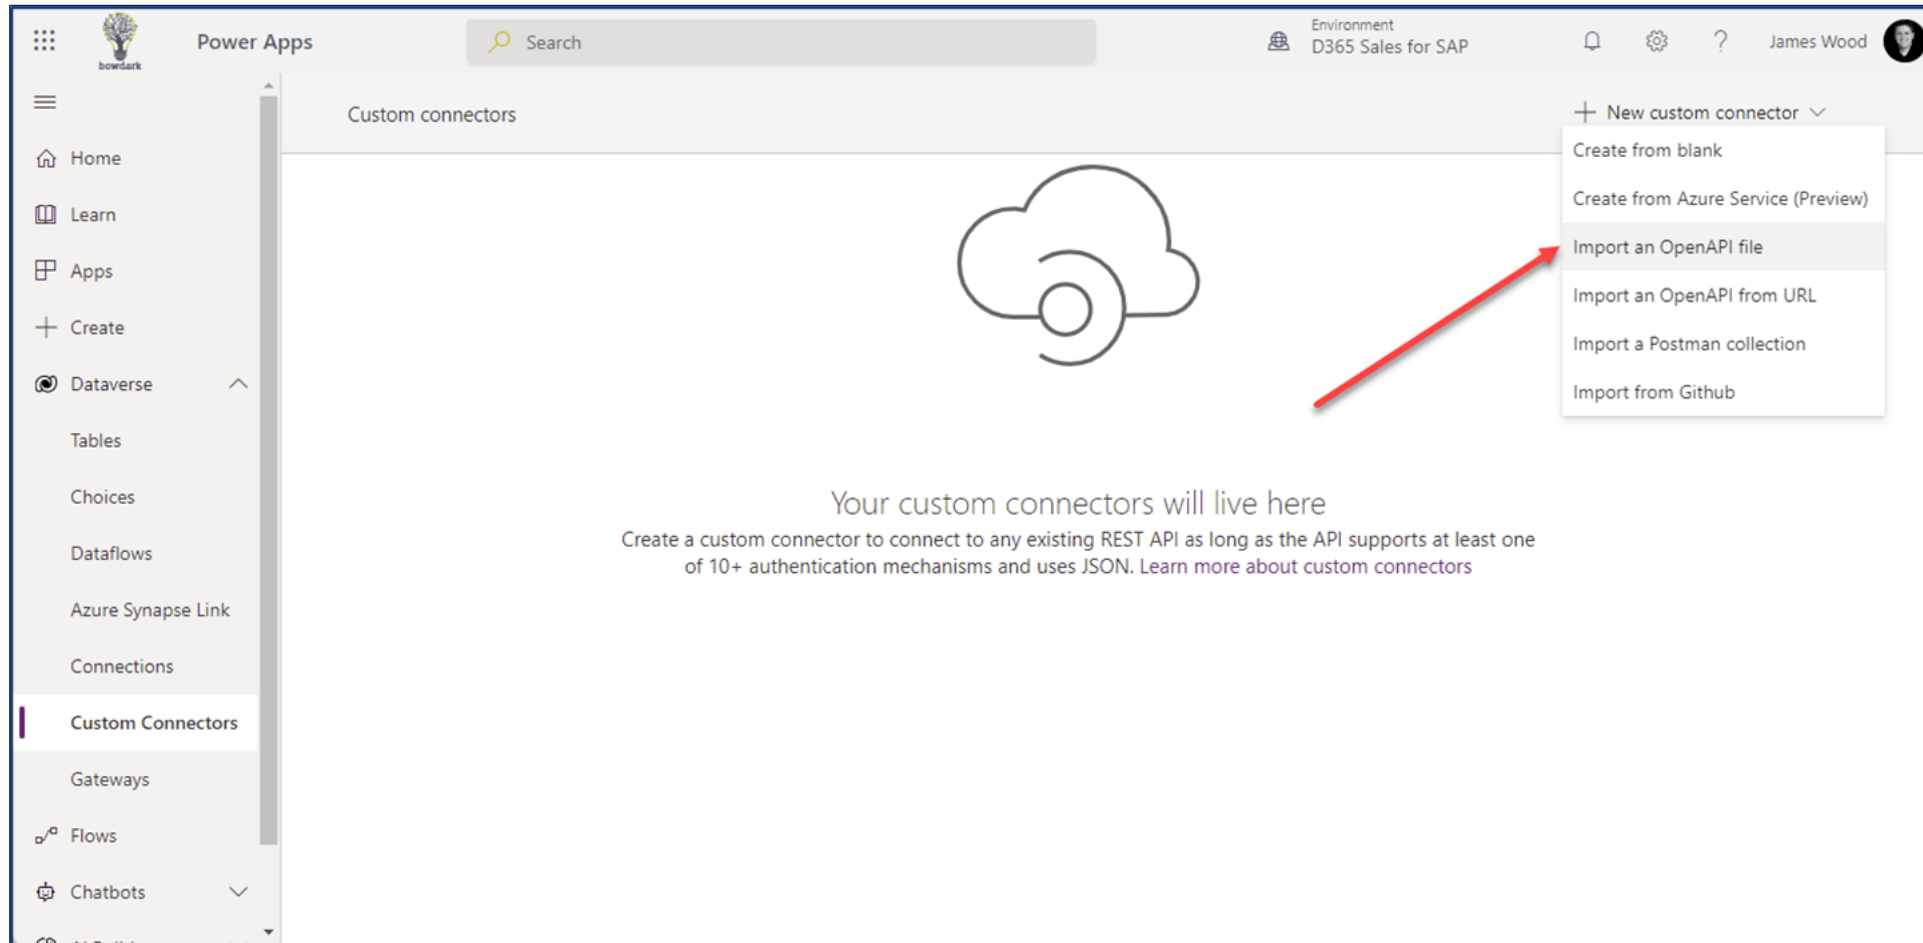 bowdark
Power Apps
Search
Environment
D365 Sales for SAP
?
James Wood
Custom connectors
New custom connector
Create from blank
Create from Azure Service (Preview)
Import an OpenAPI file
Import an OpenAPI from URL
Import a Postman collection
Import from Github
Home
Learn
Apps
Create
Dataverse
Tables
Choices
Dataflows
Azure Synapse Link
Connections
Custom Connectors
Gateways
Flows
Chatbots
Your custom connectors will live here
Create a custom connector to connect to any existing REST API as long as the API supports at least one
of 10+ authentication mechanisms and uses JSON. Learn more about custom connectors